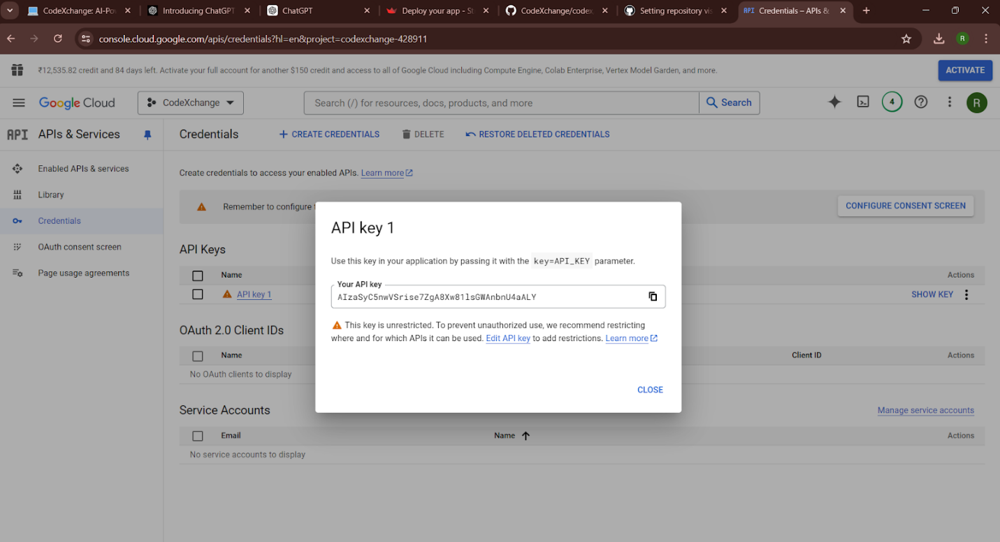 CodeXchange: AI-Po
Introducing ChatGPT
ChatGPT
Deploy your app - St
CodeXchange/codex
Setting repository vis
API Credentials – APIs &
console.cloud.google.com/apis/credentials?hl=en&project=codexchange-428911
R
₹12,535.82 credit and 84 days left. Activate your full account for another $150 credit and access to all of Google Cloud including Compute Engine, Colab Enterprise, Vertex Model Garden, and more.
ACTIVATE
Google Cloud
CodeXchange
Search (/) for resources, docs, products, and more
Search
4
R
API APIs & Services
Credentials
CREATE CREDENTIALS
DELETE
RESTORE DELETED CREDENTIALS
Enabled APIs & services
Library
Credentials
OAuth consent screen
Page usage agreements
Create credentials to access your enabled APIs. Learn more
Remember to configure
CONFIGURE CONSENT SCREEN
API Keys
Name
Actions
API key 1
SHOW KEY
OAuth 2.0 Client IDs
Name
Client ID
Actions
No OAuth clients to display
Service Accounts
Manage service accounts
Email
Name
Actions
No service accounts to display
API key 1
Use this key in your application by passing it with the key=API_KEY parameter.
Your API key
AIzaSyC5nwVSrise7ZgA8Xw81lsGWAnbnU4aALY
This key is unrestricted. To prevent unauthorized use, we recommend restricting
where and for which APIs it can be used. Edit API key to add restrictions. Learn more
CLOSE